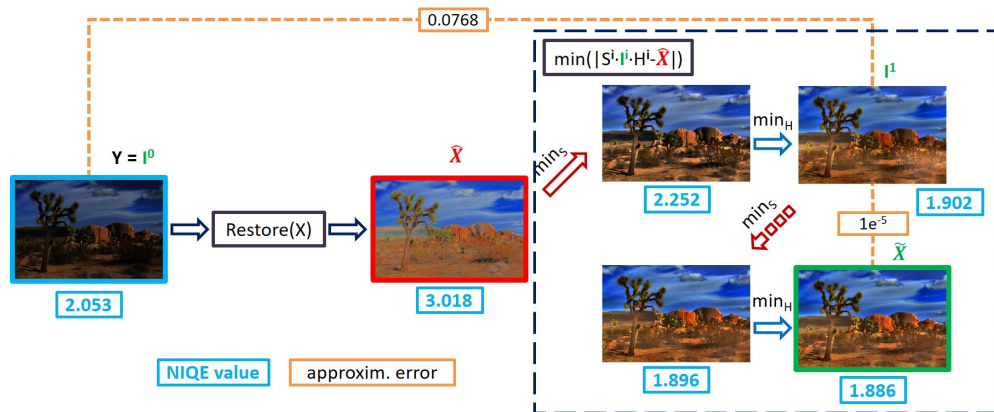 0.0768
min(|Sⁱ·Iⁱ·Hⁱ-X̂|)
I¹
Y = I⁰
X̂
min_S
min_H
2.252
1.902
Restore(X)
min_S
1e⁻⁵
X̃
2.053
3.018
min_H
NIQE value
approxim. error
1.896
1.886